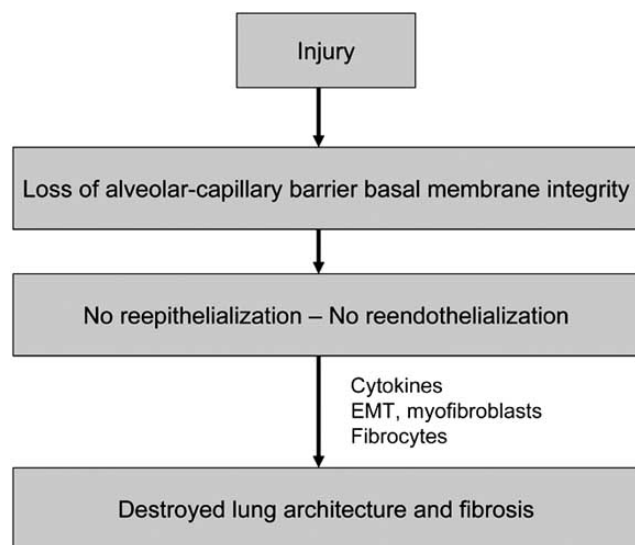 Injury
Loss of alveolar-capillary barrier basal membrane integrity
No reepithelialization – No reendothelialization
Cytokines
EMT, myofibroblasts
Fibrocytes
Destroyed lung architecture and fibrosis